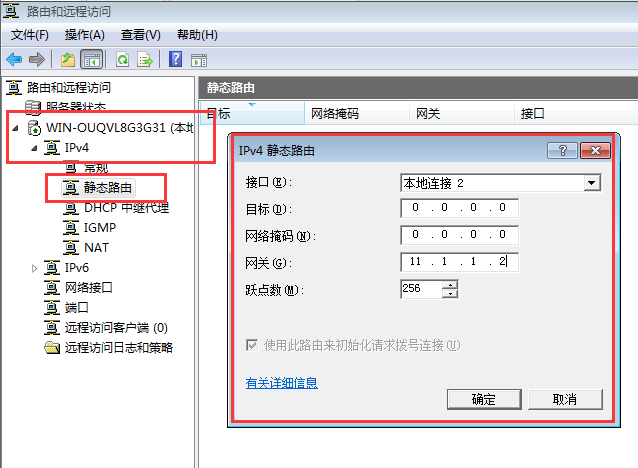 路由和远程访问
文件(F) 操作(A) 查看(V) 帮助(H)
路由和远程访问
服务器状态
WIN-OUQVL8G3G31 (本地
IPv4
常规
静态路由
DHCP 中继代理
IGMP
NAT
IPv6
网络接口
端口
远程访问客户端 (0)
远程访问日志和策略
静态路由
目标 网络掩码 网关 接口
IPv4 静态路由
接口(E): 本地连接 2
目标(D): 0 . 0 . 0 . 0
网络掩码(N): 0 . 0 . 0 . 0
网关(G): 11 . 1 . 1 . 2
跃点数(M): 256
使用此路由来初始化请求拨号连接(U)
有关详细信息
确定 取消